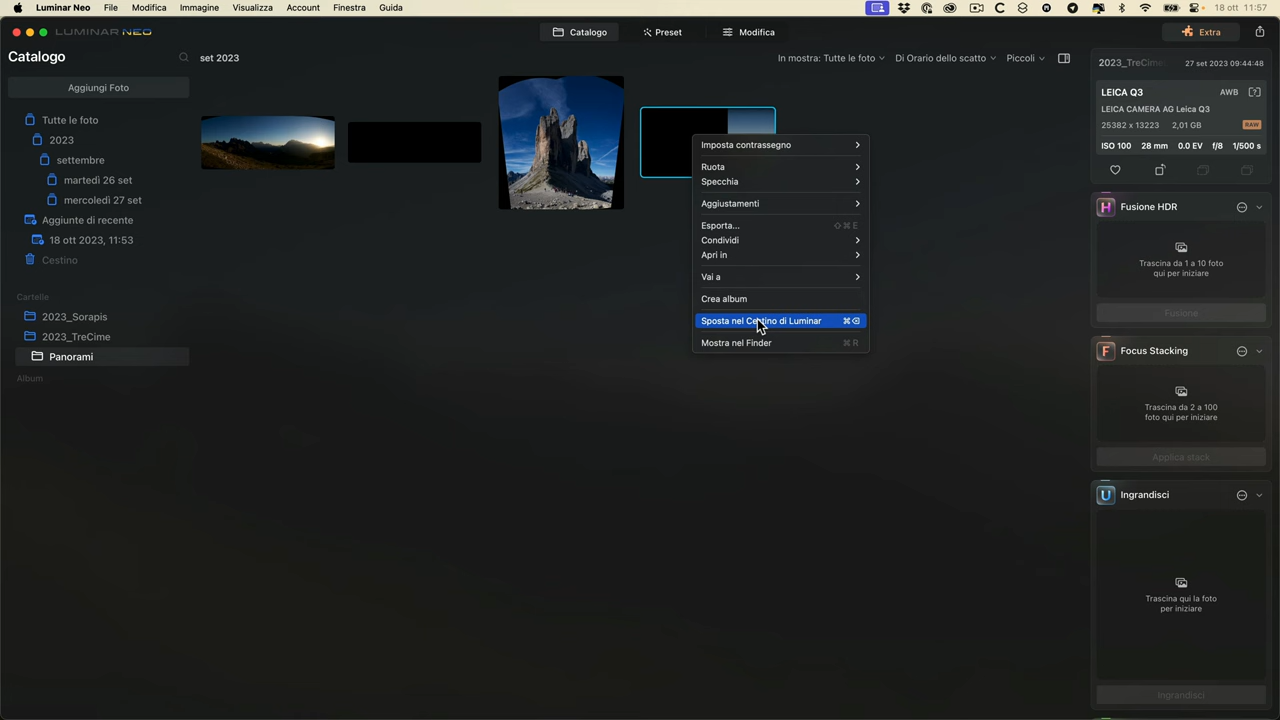 Luminar Neo File Modifica Immagine Visualizza Account Finestra Guida 18 ott 11:57
LUMINAR NEO Catalogo Preset Modifica Extra
Catalogo
set 2023
In mostra: Tutte le foto Di Orario dello scatto Piccoli
Aggiungi Foto
Tutte le foto
2023
settembre
martedì 26 set
mercoledì 27 set
Aggiunte di recente
18 ott 2023, 11:53
Cestino
Cartelle
2023_Sorapis
2023_TreCime
Panorami
Album
Imposta contrassegno
Ruota
Specchia
Aggiustamenti
Esporta... ⇧⌘E
Condividi
Apri in
Vai a
Crea album
Sposta nel Cestino di Luminar ⌘⌫
Mostra nel Finder ⌘R
2023_TreCime 27 set 2023 09:44:48
LEICA Q3 AWB
LEICA CAMERA AG Leica Q3
25382 x 13223 2,01 GB RAW
ISO 100 28 mm 0.0 EV f/8 1/500 s
H Fusione HDR
Trascina da 1 a 10 foto
qui per iniziare
Fusione
F Focus Stacking
Trascina da 2 a 100
foto qui per iniziare
Applica stack
U Ingrandisci
Trascina qui la foto
per iniziare
Ingrandisci